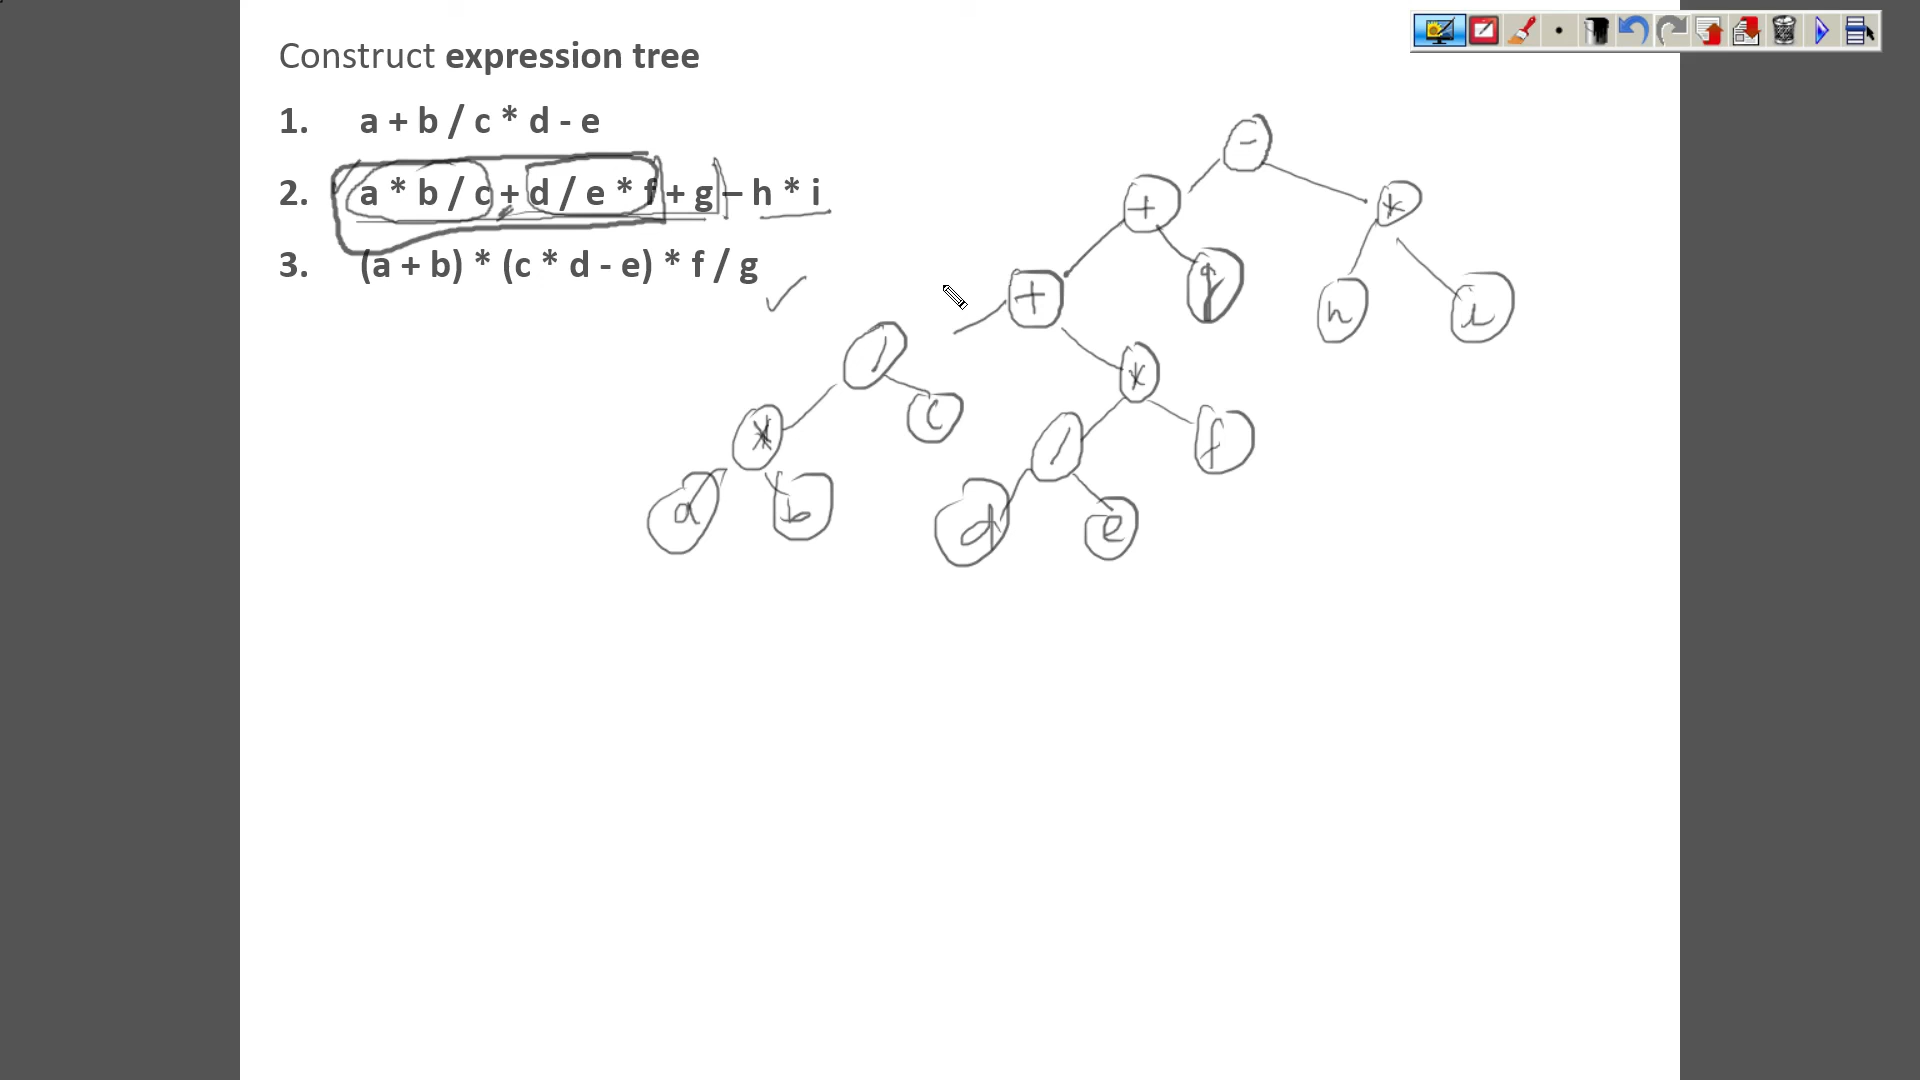 Construct expression tree
1. a + b / c * d - e
2. a * b / c + d / e * f + g – h * i
3. (a + b) * (c * d - e) * f / g
-
+ *
+ g h i
/ *
* c / f
a b d e